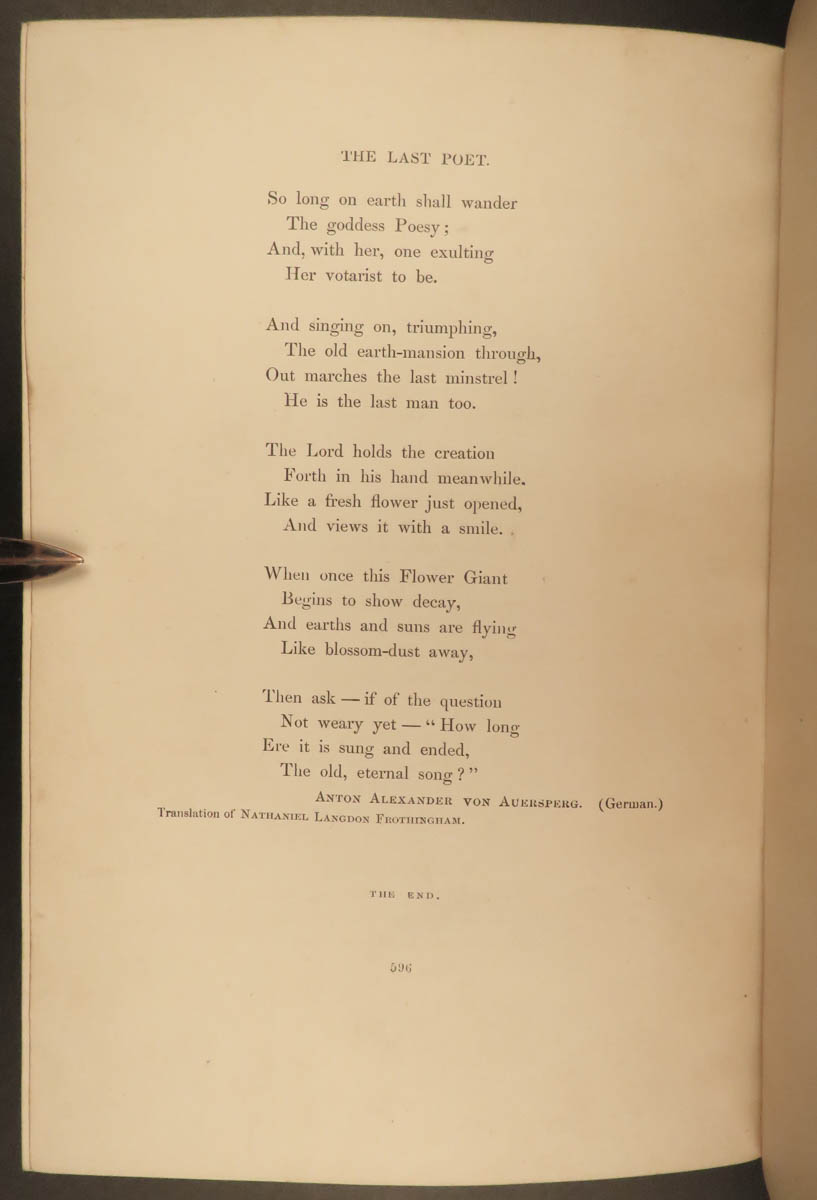 THE LAST POET.
So long on earth shall wander
The goddess Poesy;
And, with her, one exulting
Her votarist to be.
And singing on, triumphing,
The old earth-mansion through,
Out marches the last minstrel!
He is the last man too.
The Lord holds the creation
Forth in his hand meanwhile.
Like a fresh flower just opened,
And views it with a smile.
When once this Flower Giant
Begins to show decay,
And earths and suns are flying
Like blossom-dust away,
Then ask — if of the question
Not weary yet — "How long
Ere it is sung and ended,
The old, eternal song?"
ANTON ALEXANDER VON AUERSPERG. (German.)
Translation of NATHANIEL LANGDON FROTHINGHAM.
THE END.
596